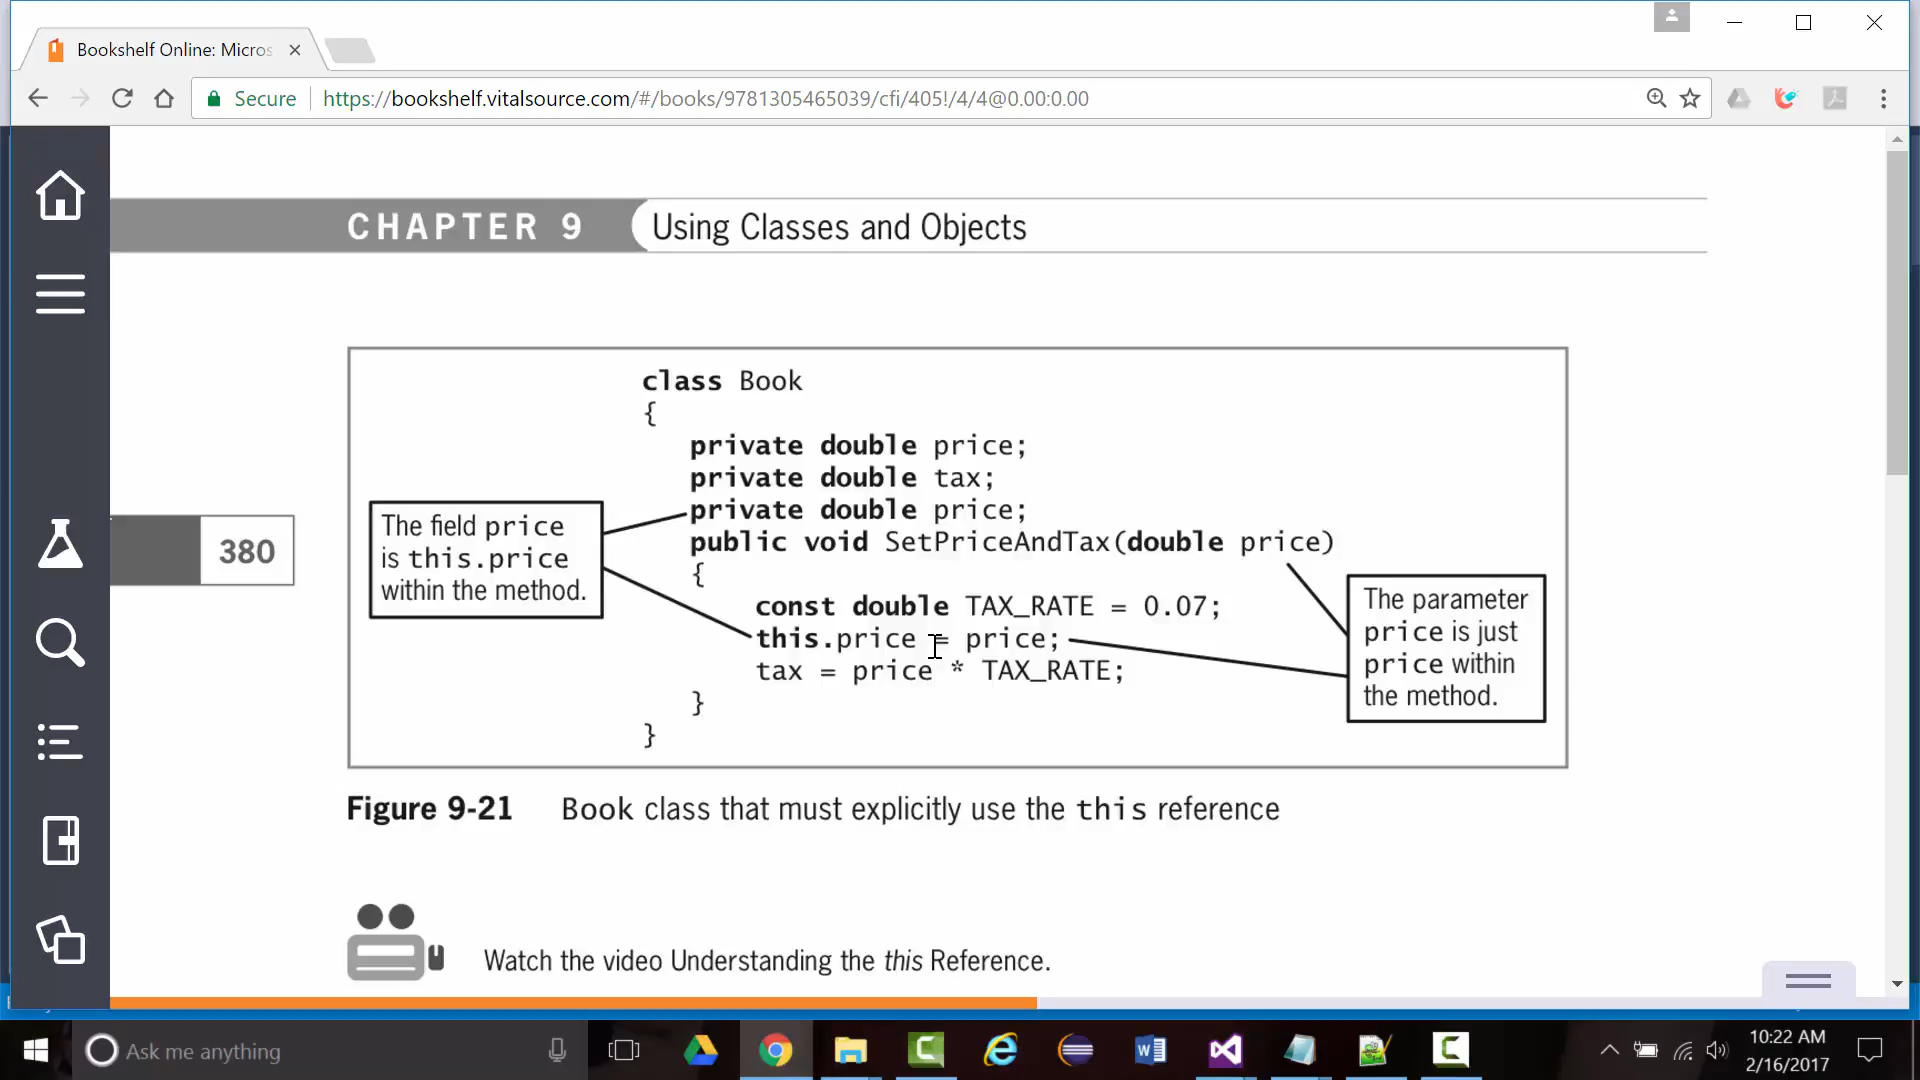 Bookshelf Online: Micros
Secure
https://bookshelf.vitalsource.com/#/books/9781305465039/cfi/405!/4/4@0.00:0.00
CHAPTER 9 Using Classes and Objects
class Book
{
private double price;
private double tax;
private double price;
public void SetPriceAndTax(double price)
{
const double TAX_RATE = 0.07;
this.price = price;
tax = price * TAX_RATE;
}
}
The field price
is this.price
within the method.
380
The parameter
price is just
price within
the method.
Figure 9-21 Book class that must explicitly use the this reference
Watch the video Understanding the this Reference.
Ask me anything
10:22 AM
2/16/2017